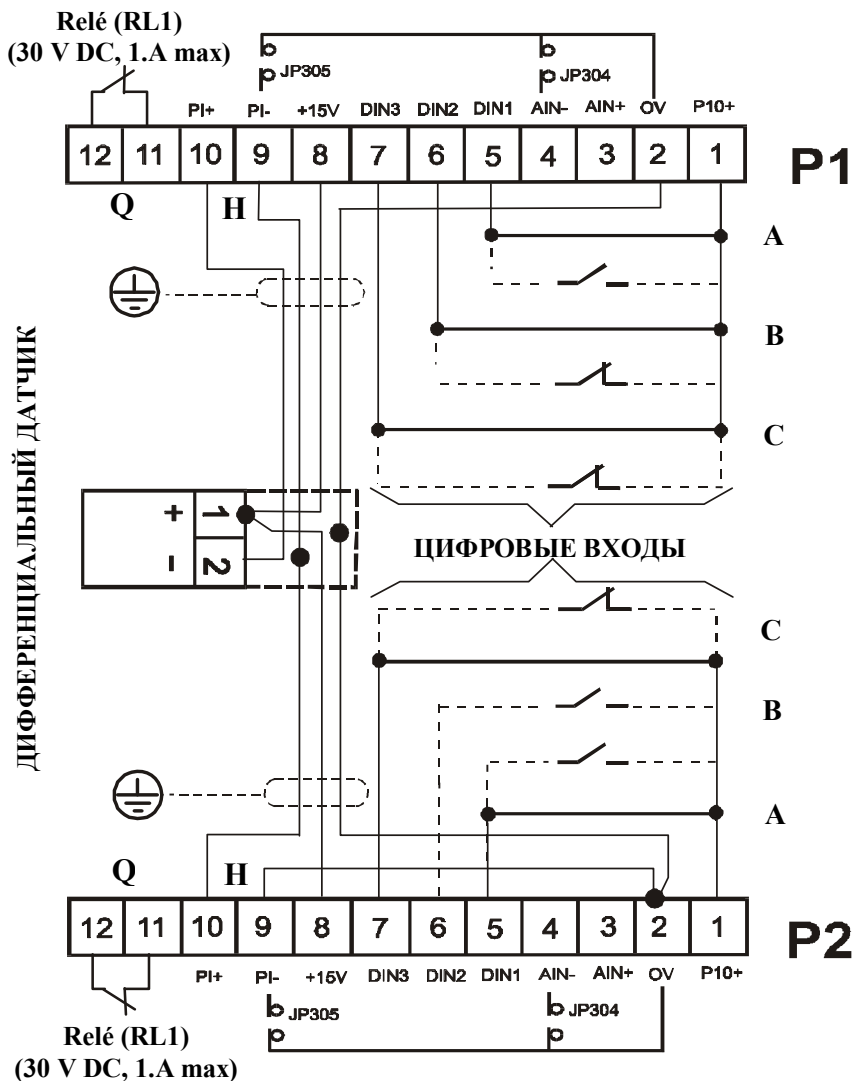 Relé (RL1)
(30 V DC, 1.A max)
JP305
JP304
PI+ PI- +15V DIN3 DIN2 DIN1 AIN- AIN+ OV P10+
12 11 10 9 8 7 6 5 4 3 2 1
P1
Q
H
A
B
C
ДИФФЕРЕНЦИАЛЬНЫЙ ДАТЧИК
+ 1
- 2
ЦИФРОВЫЕ ВХОДЫ
C
B
A
Q
H
12 11 10 9 8 7 6 5 4 3 2 1
P2
PI+ PI- +15V DIN3 DIN2 DIN1 AIN- AIN+ OV P10+
JP305
JP304
Relé (RL1)
(30 V DC, 1.A max)